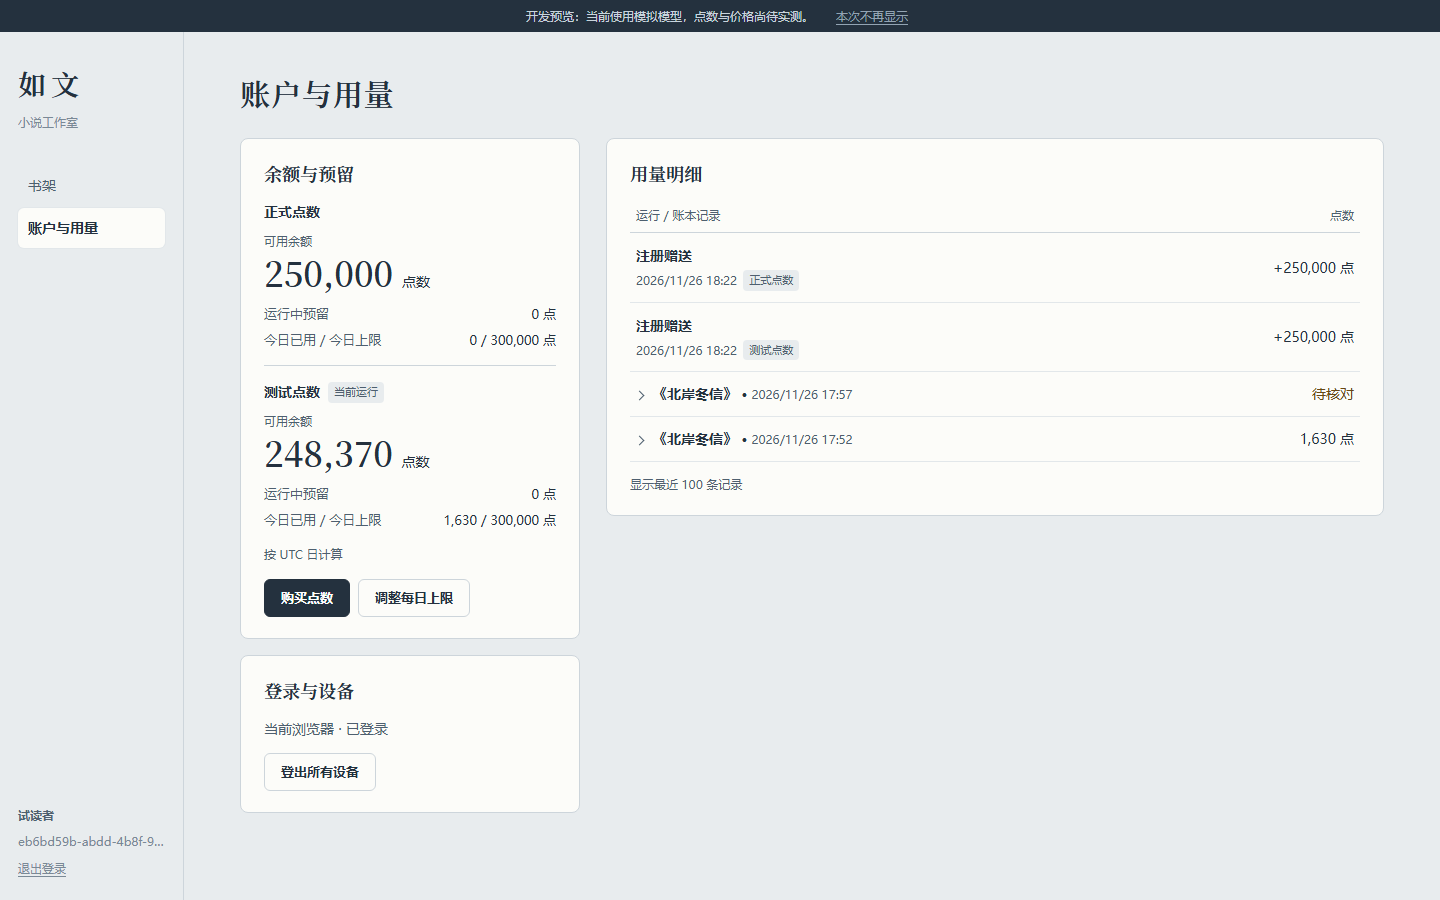 开发预览：当前使用模拟模型，点数与价格尚待实测。 本次不再显示
如文
小说工作室
书架
账户与用量
试读者
eb6bd59b-abdd-4b8f-9...
退出登录
账户与用量
余额与预留
正式点数
可用余额
250,000 点数
运行中预留 0 点
今日已用 / 今日上限 0 / 300,000 点
测试点数 当前运行
可用余额
248,370 点数
运行中预留 0 点
今日已用 / 今日上限 1,630 / 300,000 点
按 UTC 日计算
购买点数 调整每日上限
登录与设备
当前浏览器 · 已登录
登出所有设备
用量明细
运行 / 账本记录 点数
注册赠送
2026/11/26 18:22 正式点数
+250,000 点
注册赠送
2026/11/26 18:22 测试点数
+250,000 点
《北岸冬信》 • 2026/11/26 17:57 待核对
《北岸冬信》 • 2026/11/26 17:52 1,630 点
显示最近 100 条记录